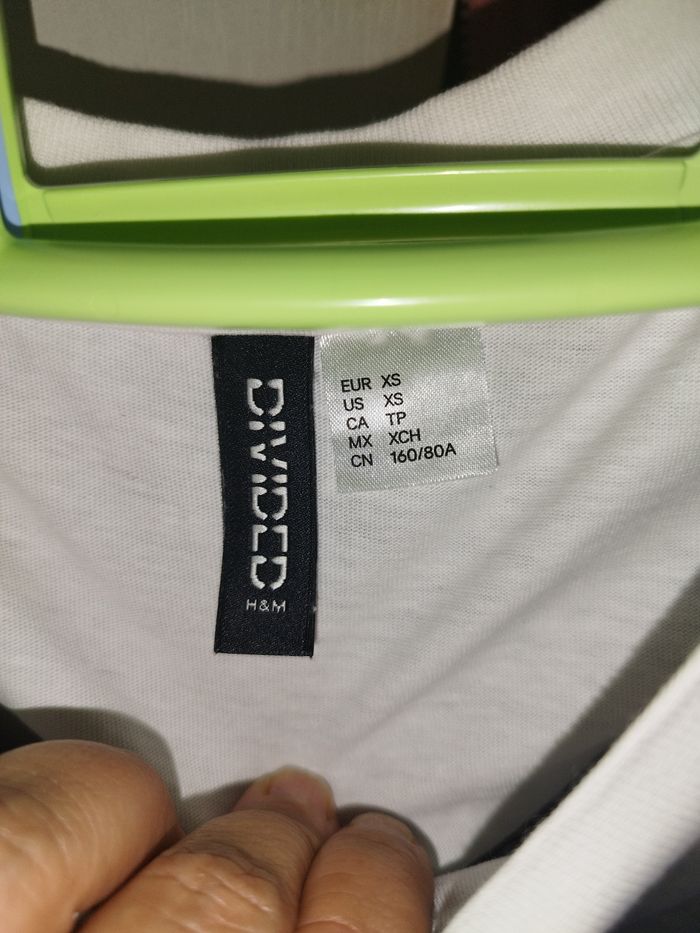 DIVIDED
H&M
EUR XS
US XS
CA TP
MX XCH
CN 160/80A